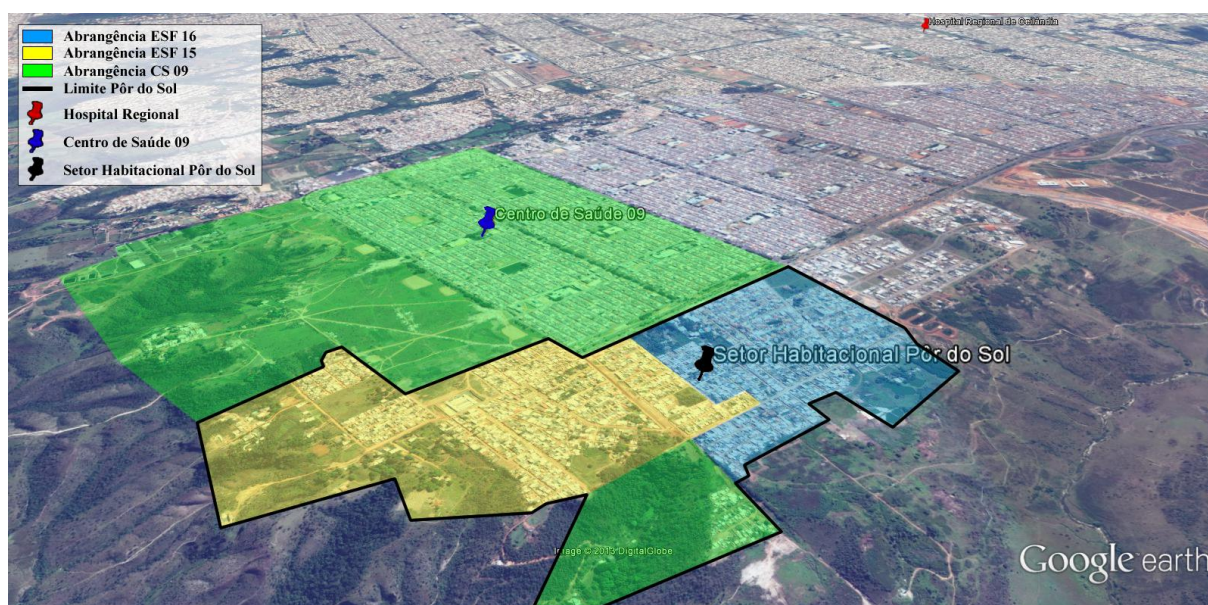 Hospital Regional de Ceilândia
Abrangência ESF 16
Abrangência ESF 15
Abrangência CS 09
Limite Pôr do Sol
Hospital Regional
Centro de Saúde 09
Setor Habitacional Pôr do Sol
Centro de Saúde 09
Setor Habitacional Pôr do Sol
Image © 2013 DigitalGlobe
Google earth